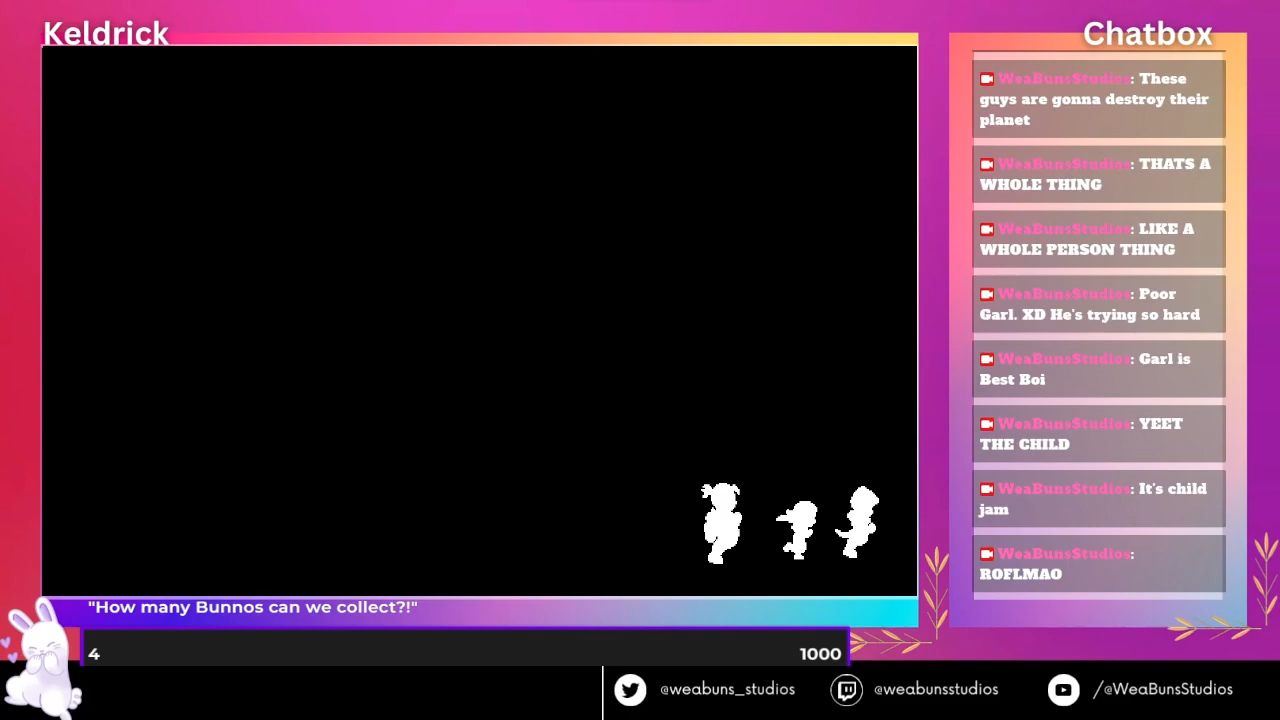 Keldrick
Chatbox
WeaBunsStudios: These
guys are gonna destroy their
planet
WeaBunsStudios: THATS A
WHOLE THING
WeaBunsStudios: LIKE A
WHOLE PERSON THING
WeaBunsStudios: Poor
Garl. XD He's trying so hard
WeaBunsStudios: Garl is
Best Boi
WeaBunsStudios: YEET
THE CHILD
WeaBunsStudios: It's child
jam
WeaBunsStudios:
ROFLMAO
"How many Bunnos can we collect?!"
4 1000
@weabuns_studios @weabunsstudios /@WeaBunsStudios